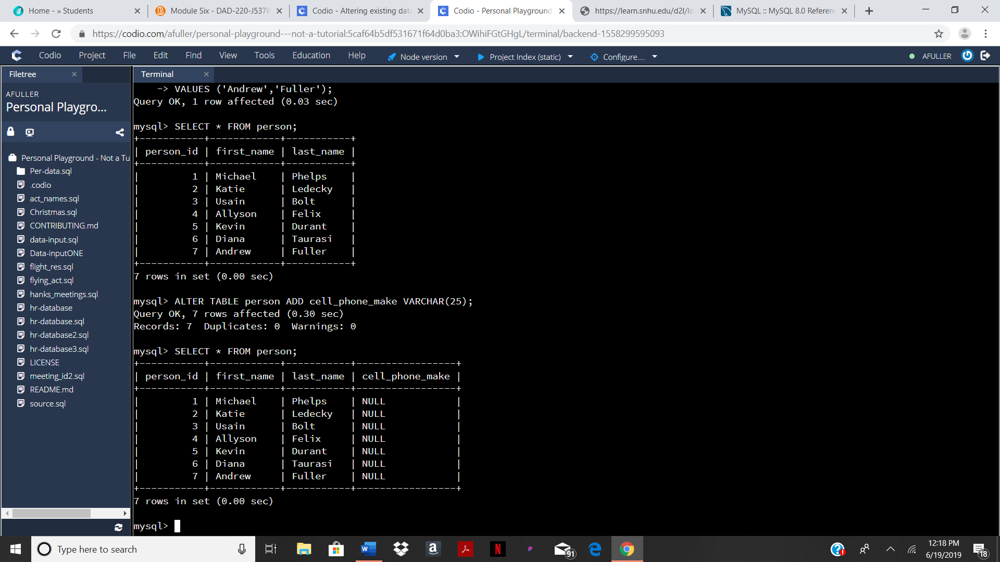 Home - » Students
Module Six - DAD-220-J5376
Codio - Altering existing data
Codio - Personal Playground
https://learn.snhu.edu/d2l/lo
MySQL :: MySQL 8.0 Referen
https://codio.com/afuller/personal-playground---not-a-tutorial:5caf64b5df531671f64d0ba3:OWihiFGtGHgL/terminal/backend-1558299595093
Codio Project File Edit Find View Tools Education Help Node version Project Index (static) Configure.... AFULLER
Filetree
AFULLER
Personal Playgro...
Personal Playground - Not a Tu
Per-data.sql
.codio
act_names.sql
Christmas.sql
CONTRIBUTING.md
data-input.sql
Data-inputONE
flight_res.sql
flying_act.sql
hanks_meetings.sql
hr-database
hr-database.sql
hr-database2.sql
hr-database3.sql
LICENSE
meeting_id2.sql
README.md
source.sql
Terminal
    -> VALUES ('Andrew','Fuller');
Query OK, 1 row affected (0.03 sec)
mysql> SELECT * FROM person;
+-----------+------------+-----------+
| person_id | first_name | last_name |
+-----------+------------+-----------+
|         1 | Michael    | Phelps    |
|         2 | Katie      | Ledecky   |
|         3 | Usain      | Bolt      |
|         4 | Allyson    | Felix     |
|         5 | Kevin      | Durant    |
|         6 | Diana      | Taurasi   |
|         7 | Andrew     | Fuller    |
+-----------+------------+-----------+
7 rows in set (0.00 sec)
mysql> ALTER TABLE person ADD cell_phone_make VARCHAR(25);
Query OK, 7 rows affected (0.30 sec)
Records: 7  Duplicates: 0  Warnings: 0
mysql> SELECT * FROM person;
+-----------+------------+-----------+-----------------+
| person_id | first_name | last_name | cell_phone_make |
+-----------+------------+-----------+-----------------+
|         1 | Michael    | Phelps    | NULL            |
|         2 | Katie      | Ledecky   | NULL            |
|         3 | Usain      | Bolt      | NULL            |
|         4 | Allyson    | Felix     | NULL            |
|         5 | Kevin      | Durant    | NULL            |
|         6 | Diana      | Taurasi   | NULL            |
|         7 | Andrew     | Fuller    | NULL            |
+-----------+------------+-----------+-----------------+
7 rows in set (0.00 sec)
mysql>
Type here to search
91
12:18 PM
6/19/2019
18